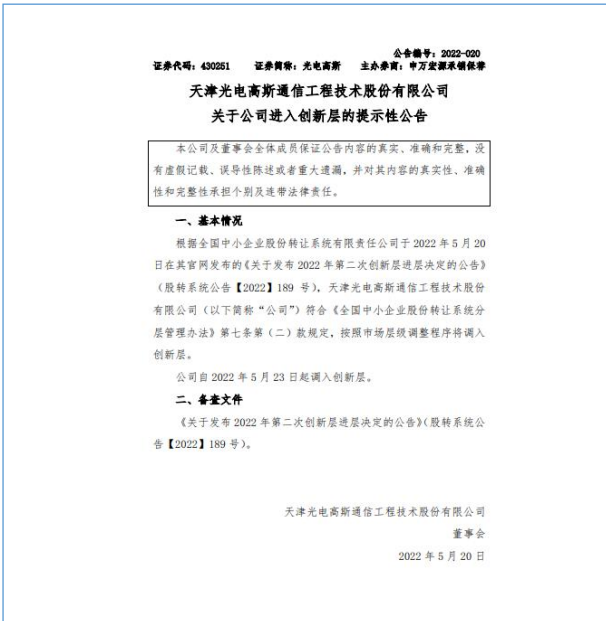 公告编号：2022-020
证券代码：430251 证券简称：光电高斯 主办券商：申万宏源承销保荐
天津光电高斯通信工程技术股份有限公司
关于公司进入创新层的提示性公告
本公司及董事会全体成员保证公告内容的真实、准确和完整，没
有虚假记载、误导性陈述或者重大遗漏，并对其内容的真实性、准确
性和完整性承担个别及连带法律责任。
一、基本情况
根据全国中小企业股份转让系统有限责任公司于 2022 年 5 月 20
日在其官网发布的《关于发布 2022 年第二次创新层进层决定的公告》
（股转系统公告【2022】189 号），天津光电高斯通信工程技术股份
有限公司（以下简称“公司”）符合《全国中小企业股份转让系统分
层管理办法》第七条第（二）款规定，按照市场层级调整程序将调入
创新层。
公司自 2022 年 5 月 23 日起调入创新层。
二、备查文件
《关于发布 2022 年第二次创新层进层决定的公告》（股转系统公
告【2022】189 号）。
天津光电高斯通信工程技术股份有限公司
董事会
2022 年 5 月 20 日